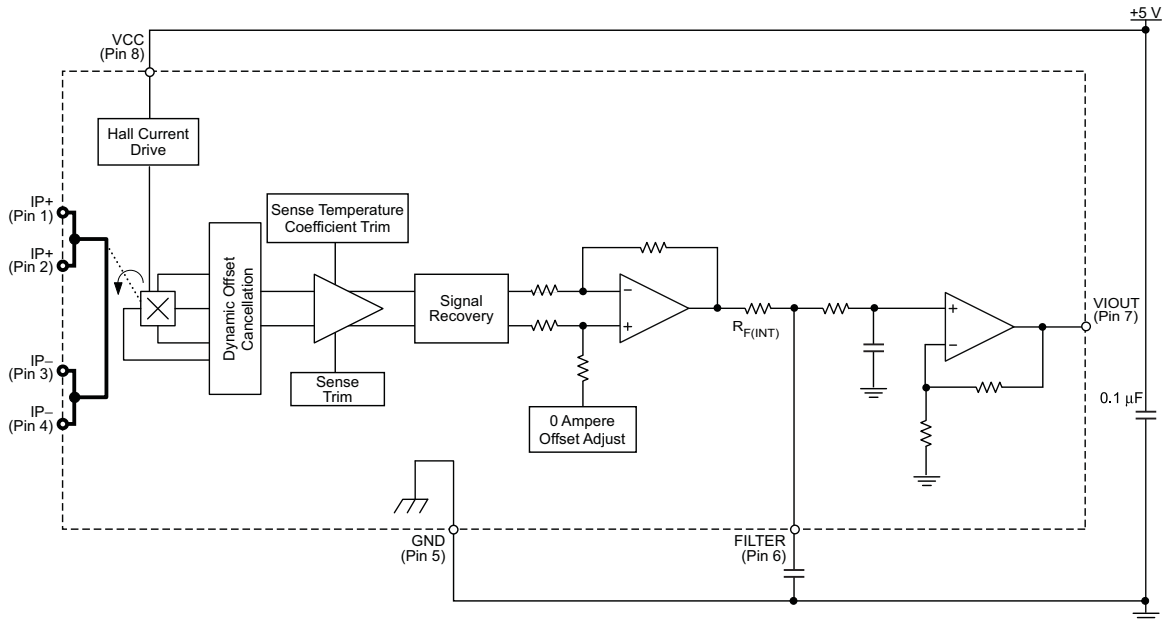 +5 V
VCC
(Pin 8)
Hall Current
Drive
IP+
(Pin 1)
IP+
(Pin 2)
IP−
(Pin 3)
IP−
(Pin 4)
Dynamic Offset
Cancellation
Sense Temperature
Coefficient Trim
Sense
Trim
Signal
Recovery
0 Ampere
Offset Adjust
−
+
RF(INT)
+
−
VIOUT
(Pin 7)
0.1 μF
GND
(Pin 5)
FILTER
(Pin 6)